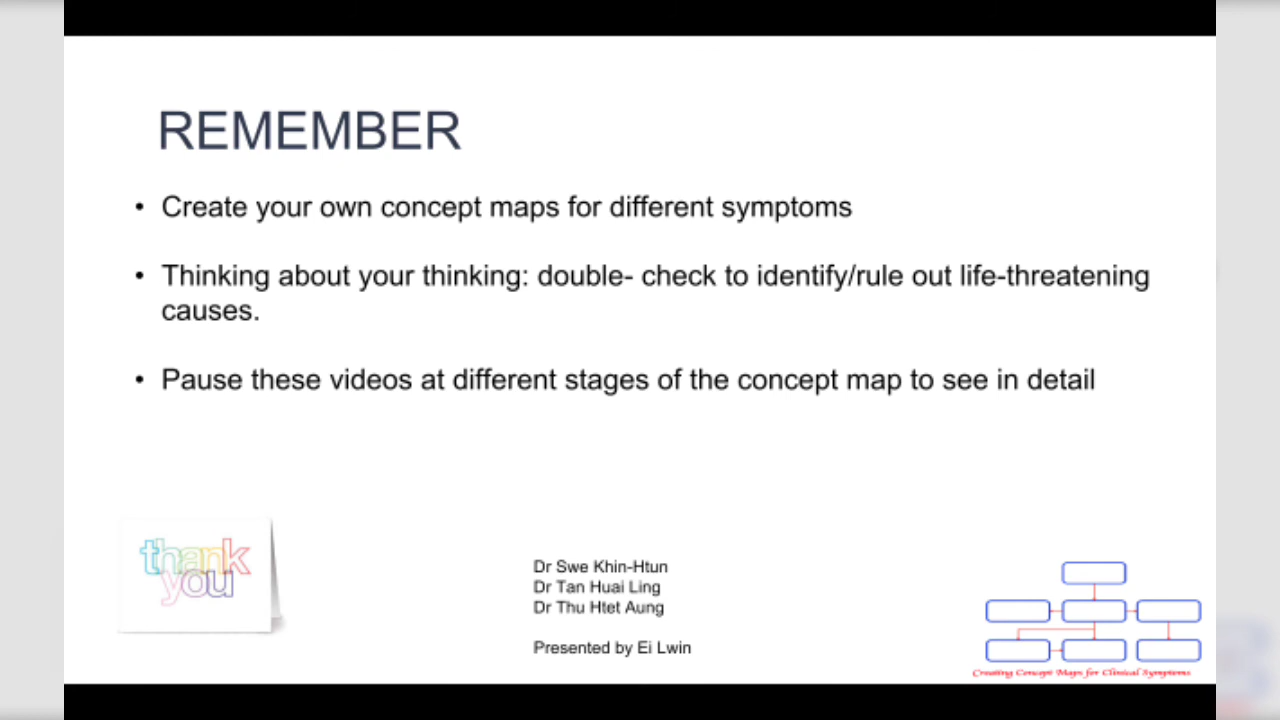 REMEMBER
• Create your own concept maps for different symptoms
• Thinking about your thinking: double- check to identify/rule out life-threatening
causes.
• Pause these videos at different stages of the concept map to see in detail
thank
you
Dr Swe Khin-Htun
Dr Tan Huai Ling
Dr Thu Htet Aung
Presented by Ei Lwin
Creating Concept Maps for Clinical Symptoms